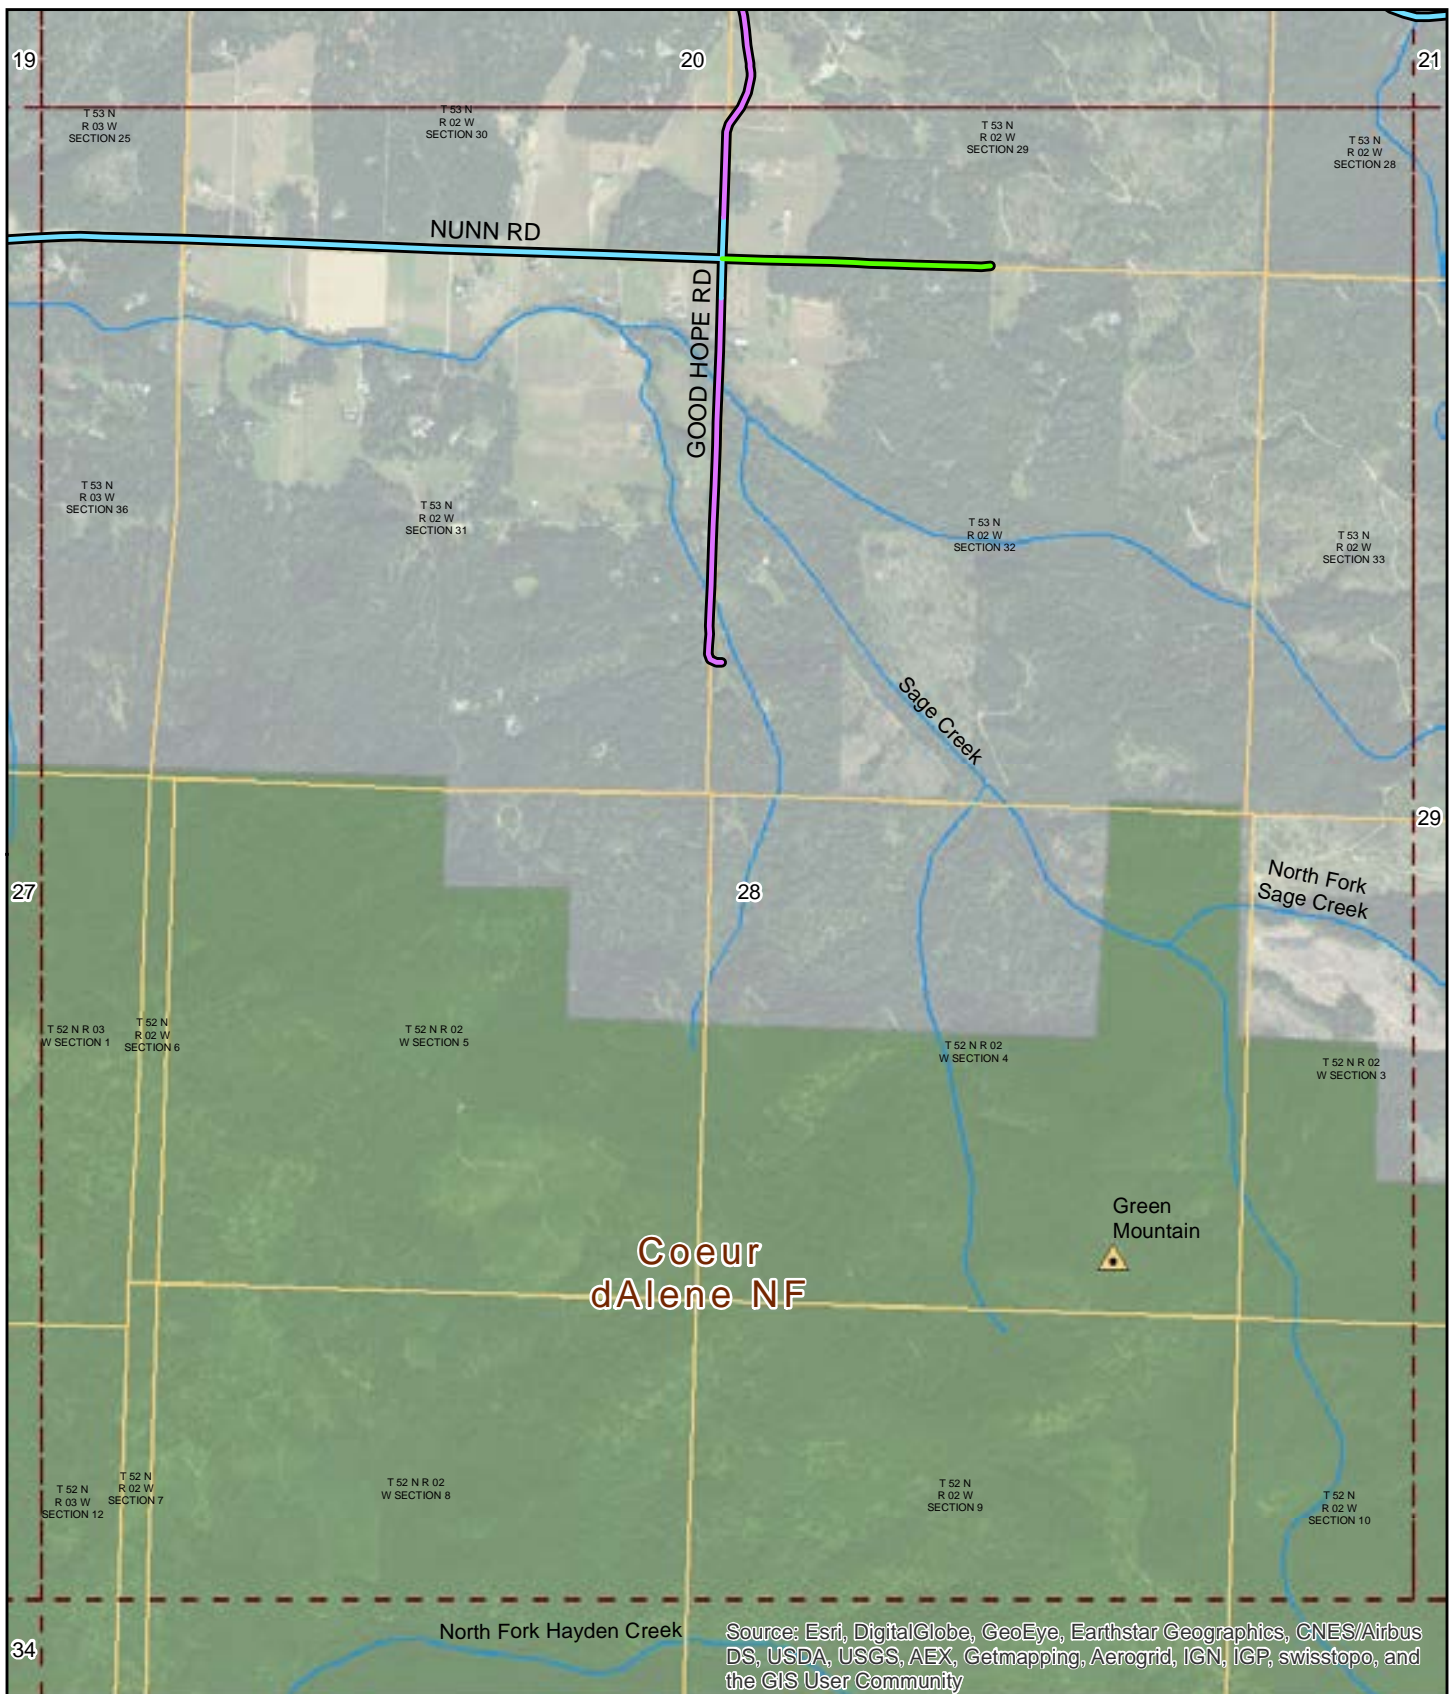 19
20
21
T 53 N
R 03 W
SECTION 25
T 53 N
R 02 W
SECTION 30
T 53 N
R 02 W
SECTION 29
T 53 N
R 02 W
SECTION 28
NUNN RD
GOOD HOPE RD
T 53 N
R 03 W
SECTION 36
T 53 N
R 02 W
SECTION 31
T 53 N
R 02 W
SECTION 32
T 53 N
R 02 W
SECTION 33
Sage Creek
29
27
28
North Fork
Sage Creek
T 52 N R 03
W SECTION 1
T 52 N
R 02 W
SECTION 6
T 52 N R 02
W SECTION 5
T 52 N R 02
W SECTION 4
T 52 N R 02
W SECTION 3
Green
Mountain
Coeur
dAlene NF
T 52 N
R 03 W
SECTION 12
T 52 N
R 02 W
SECTION 7
T 52 N R 02
W SECTION 8
T 52 N
R 02 W
SECTION 9
T 52 N
R 02 W
SECTION 10
34
North Fork Hayden Creek
Source: Esri, DigitalGlobe, GeoEye, Earthstar Geographics, CNES/Airbus
DS, USDA, USGS, AEX, Getmapping, Aerogrid, IGN, IGP, swisstopo, and
the GIS User Community